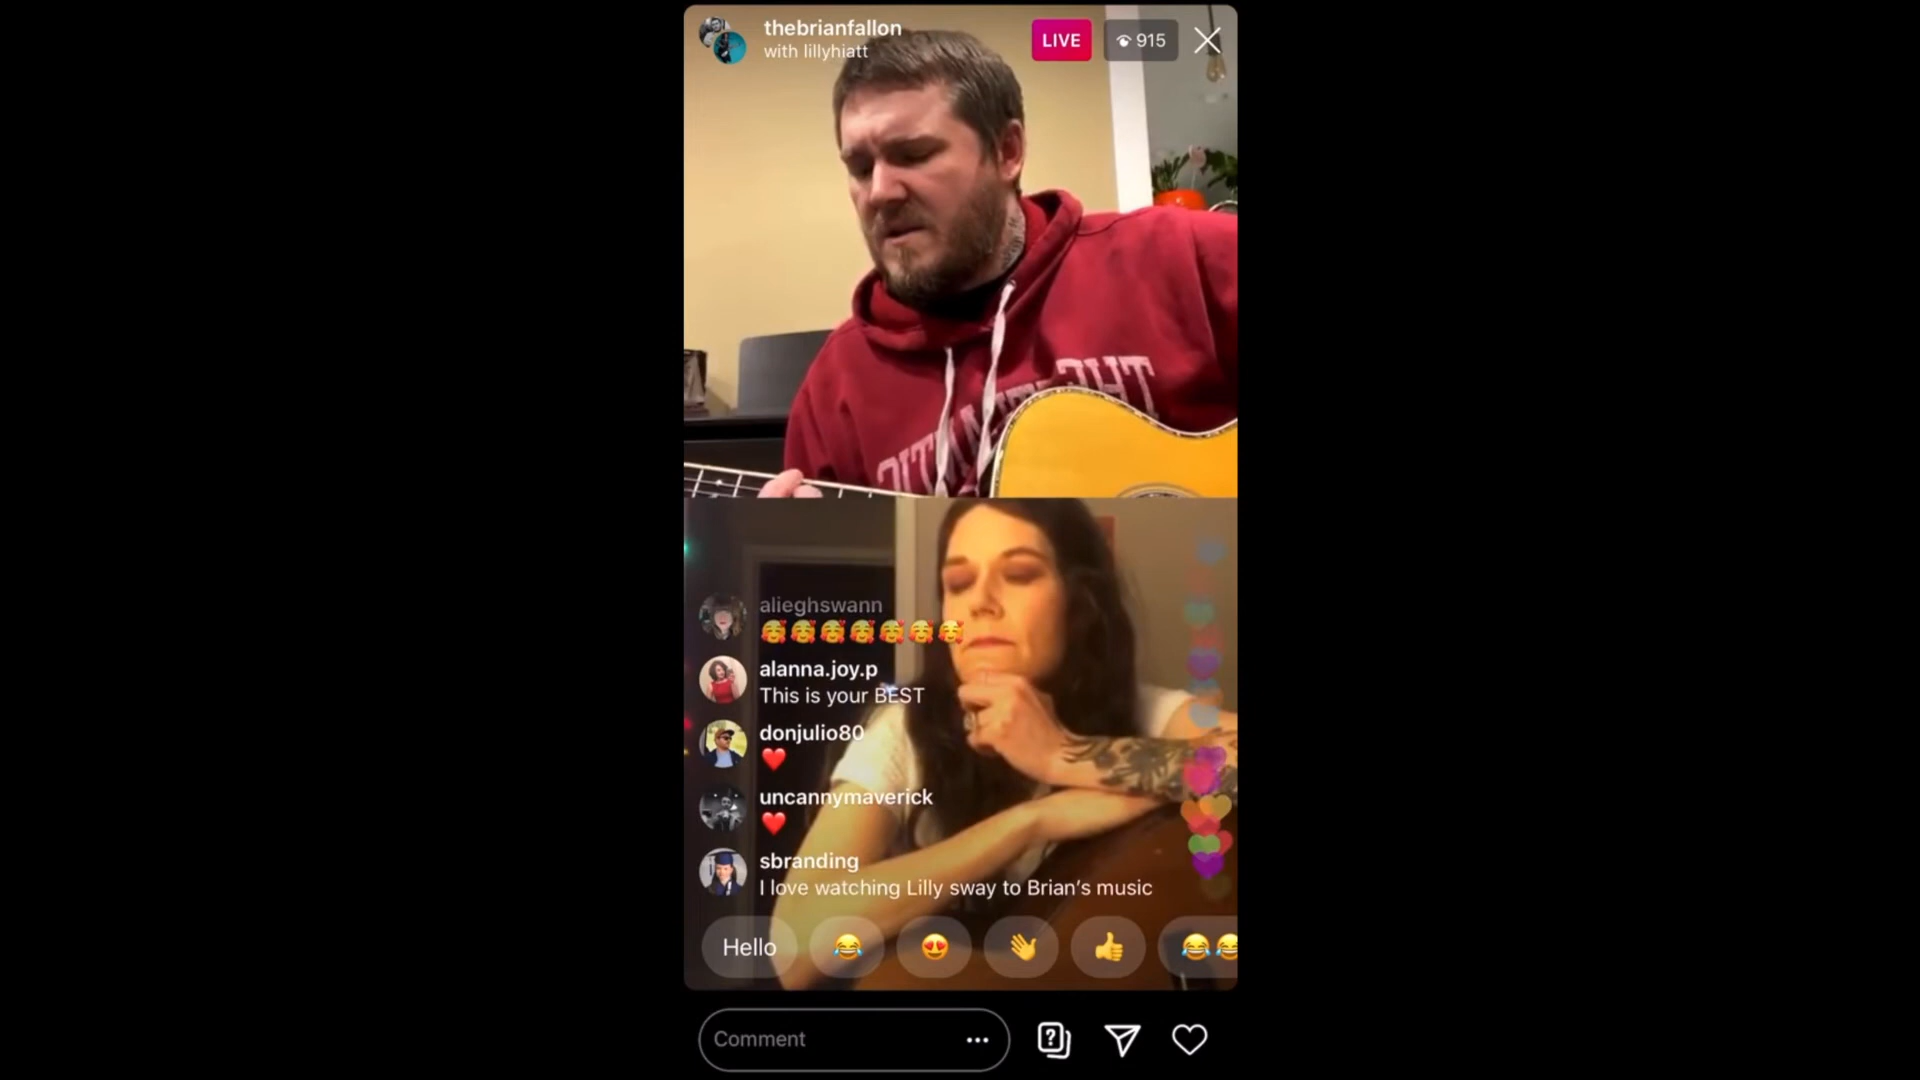 thebrianfallon
with lillyhiatt
LIVE
915
THE
alieghswann
🥰🥰🥰🥰🥰🥰🥰
alanna.joy.p
This is your BEST
donjulio80
❤️
uncannymaverick
❤️
sbranding
I love watching Lilly sway to Brian's music
Hello 😂 😍 👋 👍 😂😂
Comment